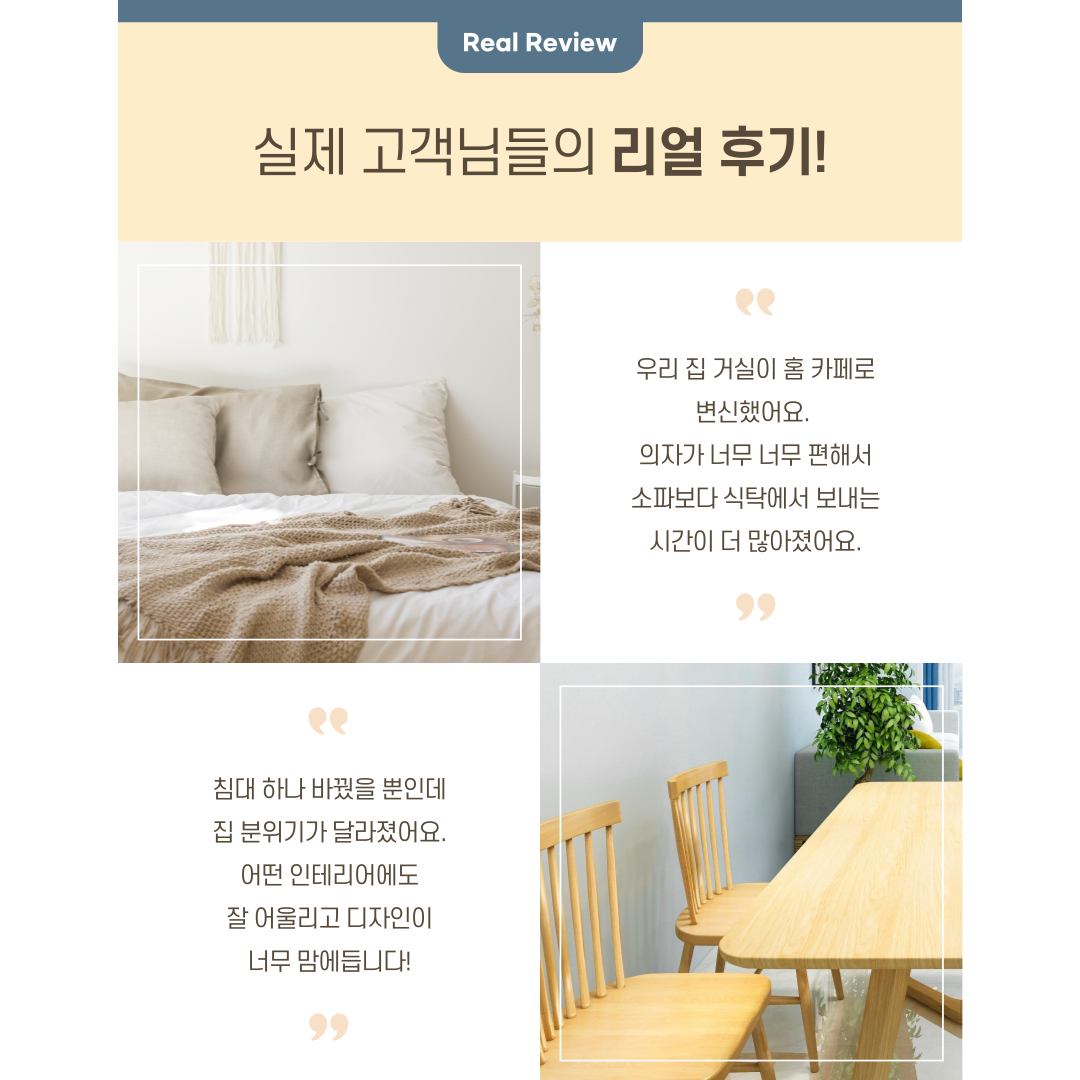 Real Review
실제 고객님들의 리얼 후기!
우리 집 거실이 홈 카페로
변신했어요.
의자가 너무 너무 편해서
소파보다 식탁에서 보내는
시간이 더 많아졌어요.
침대 하나 바꿨을 뿐인데
집 분위기가 달라졌어요.
어떤 인테리어에도
잘 어울리고 디자인이
너무 맘에듭니다!